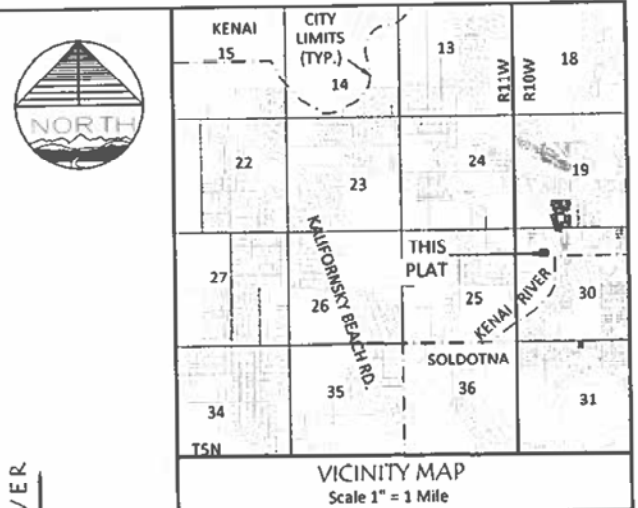 NORTH
KENAI
CITY
LIMITS
(TYP.)
15
14
13
18
R11W
R10W
22
23
24
19
KALIFORNSKY BEACH RD.
THIS
PLAT
27
26
25
KENAI RIVER
30
SOLDOTNA
34
35
36
31
T5N
VICINITY MAP
Scale 1" = 1 Mile
VER